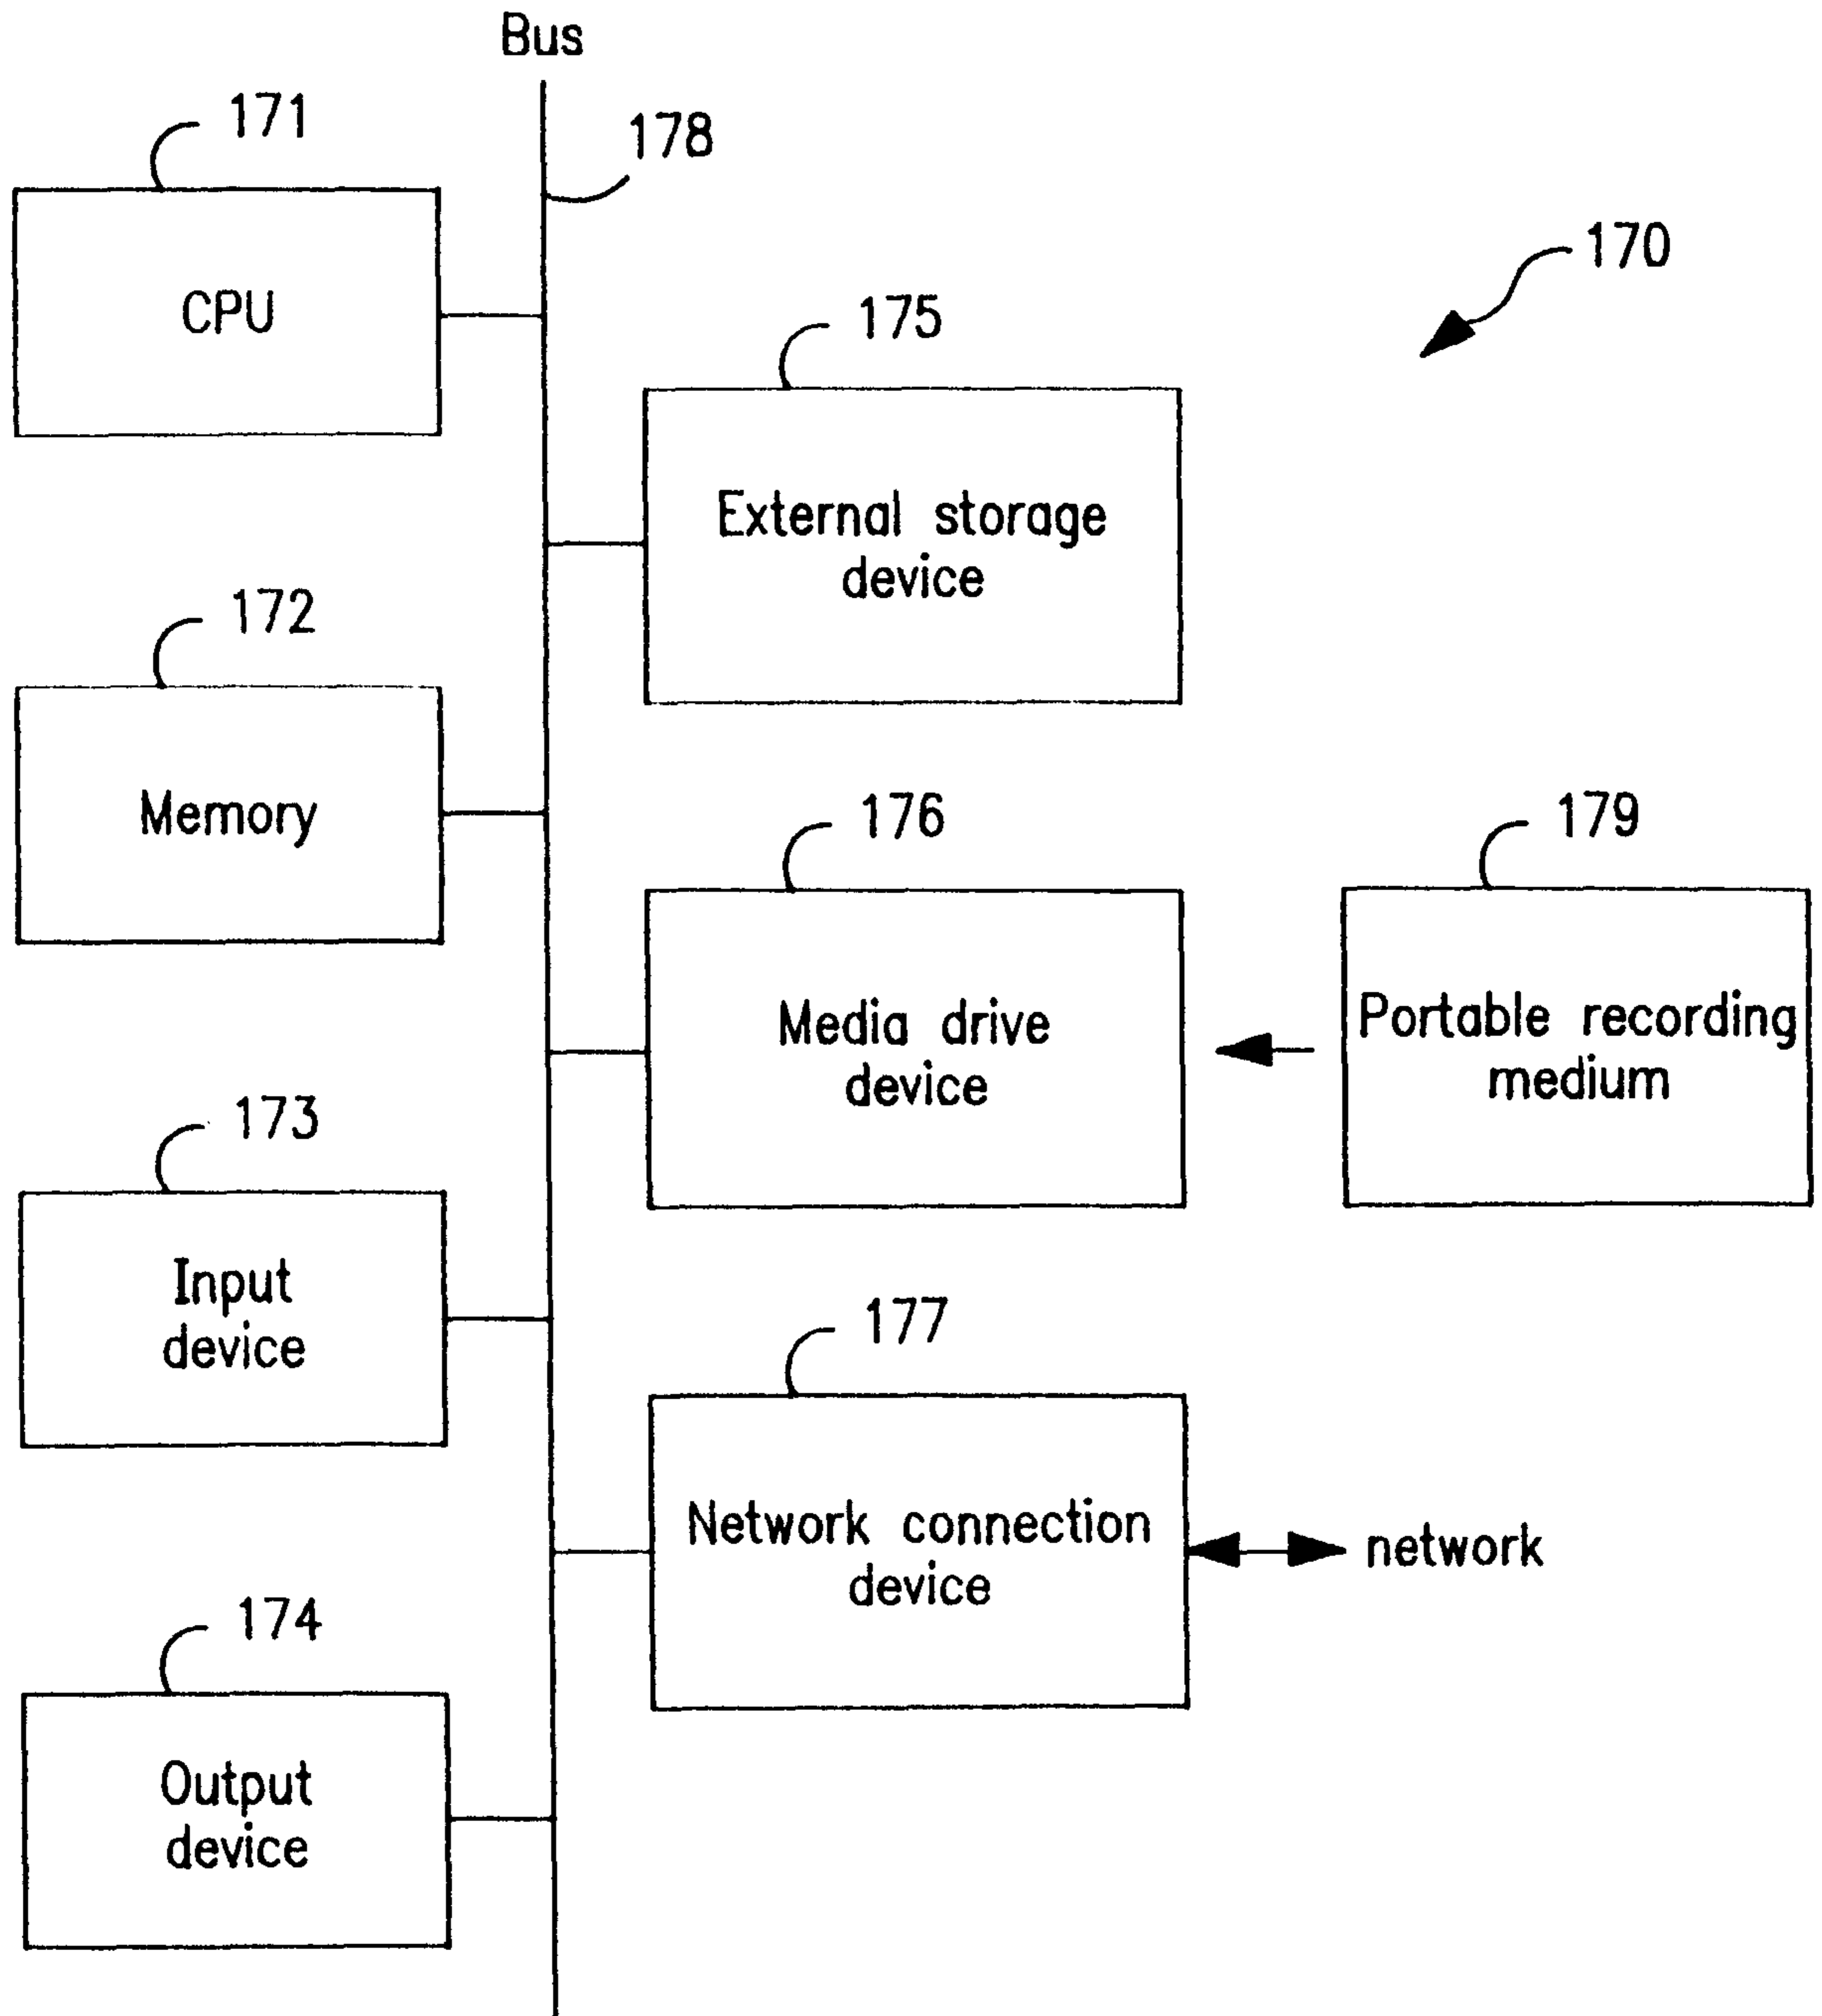 Bus
171
178
CPU
170
175
External storage
device
172
Memory
176
179
Media drive
device
Portable recording
medium
173
Input
device
177
Network connection
device
network
174
Output
device